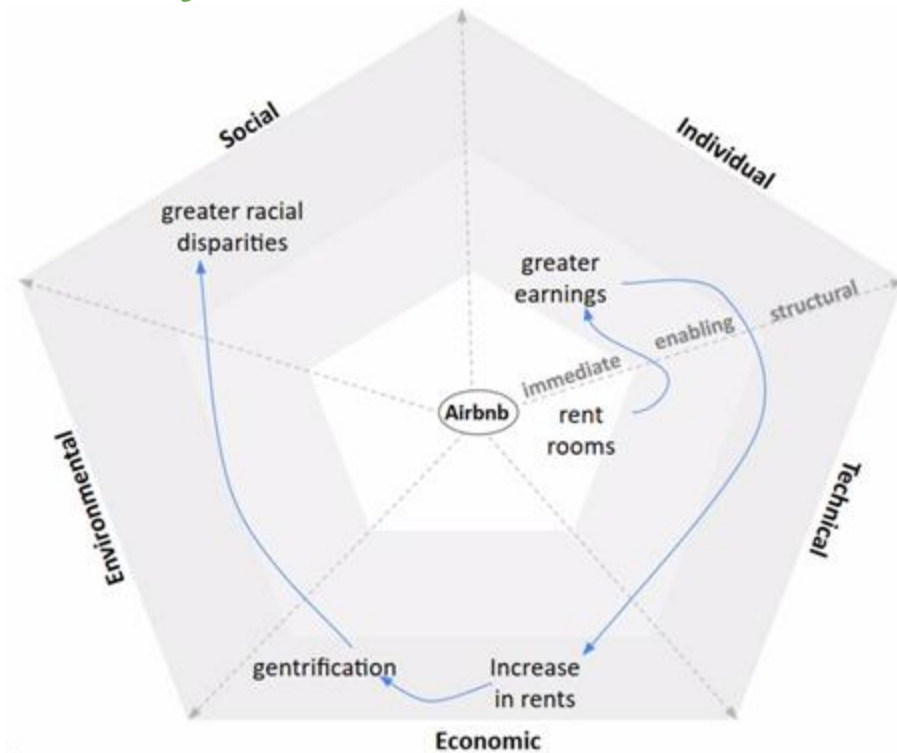 Social
Individual
greater racial
disparities
greater
earnings
structural
enabling
immediate
Airbnb
rent
rooms
Environmental
Technical
gentrification
Increase
in rents
Economic